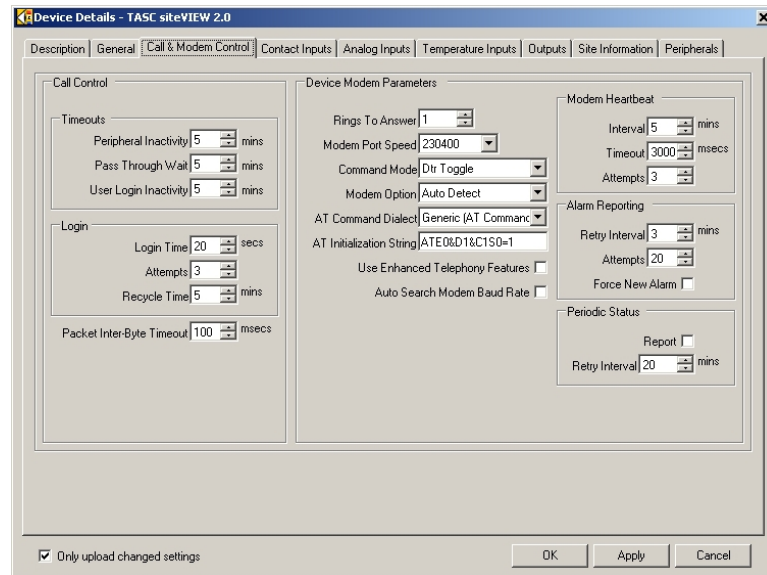 Device Details - TASC siteVIEW 2.0
Description General Call & Modem Control Contact Inputs Analog Inputs Temperature Inputs Outputs Site Information Peripherals
Call Control
Timeouts
Peripheral Inactivity 5 mins
Pass Through Wait 5 mins
User Login Inactivity 5 mins
Login
Login Time 20 secs
Attempts 3
Recycle Time 5 mins
Packet Inter-Byte Timeout 100 msecs
Device Modem Parameters
Rings To Answer 1
Modem Port Speed 230400
Command Mode Dtr Toggle
Modem Option Auto Detect
AT Command Dialect Generic (AT Command
AT Initialization String ATE0&D1&C1S0=1
Use Enhanced Telephony Features
Auto Search Modem Baud Rate
Modem Heartbeat
Interval 5 mins
Timeout 3000 msecs
Attempts 3
Alarm Reporting
Retry Interval 3 mins
Attempts 20
Force New Alarm
Periodic Status
Report
Retry Interval 20 mins
Only upload changed settings
OK Apply Cancel